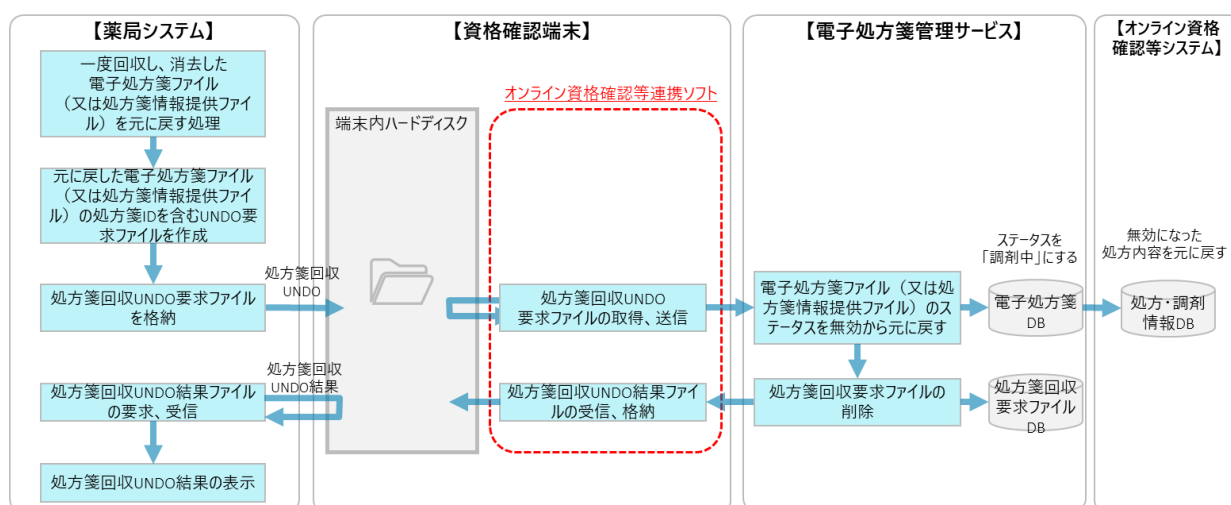 【薬局システム】
一度回収し、消去した
電子処方箋ファイル
（又は処方箋情報提供ファイ
ル）を元に戻す処理
元に戻した電子処方箋ファイル
（又は処方箋情報提供ファイ
ル）の処方箋IDを含むUNDO要
求ファイルを作成
処方箋回収UNDO要求ファイル
を格納
処方箋回収
UNDO
処方箋回収UNDO結果ファイル
の要求、受信
処方箋回収
UNDO結果
処方箋回収UNDO結果の表示
【資格確認端末】
端末内ハードディスク
オンライン資格確認等連携ソフト
処方箋回収UNDO
要求ファイルの取得、送信
処方箋回収UNDO結果ファイ
ルの受信、格納
【電子処方箋管理サービス】
電子処方箋ファイル（又は処
方箋情報提供ファイル）のス
テータスを無効から元に戻す
ステータスを
「調剤中」にする
電子処方箋
DB
処方箋回収要求ファイルの
削除
処方箋回収
要求ファイル
DB
【オンライン資格
確認等システム】
無効になった
処方内容を元に戻す
処方・調剤
情報DB